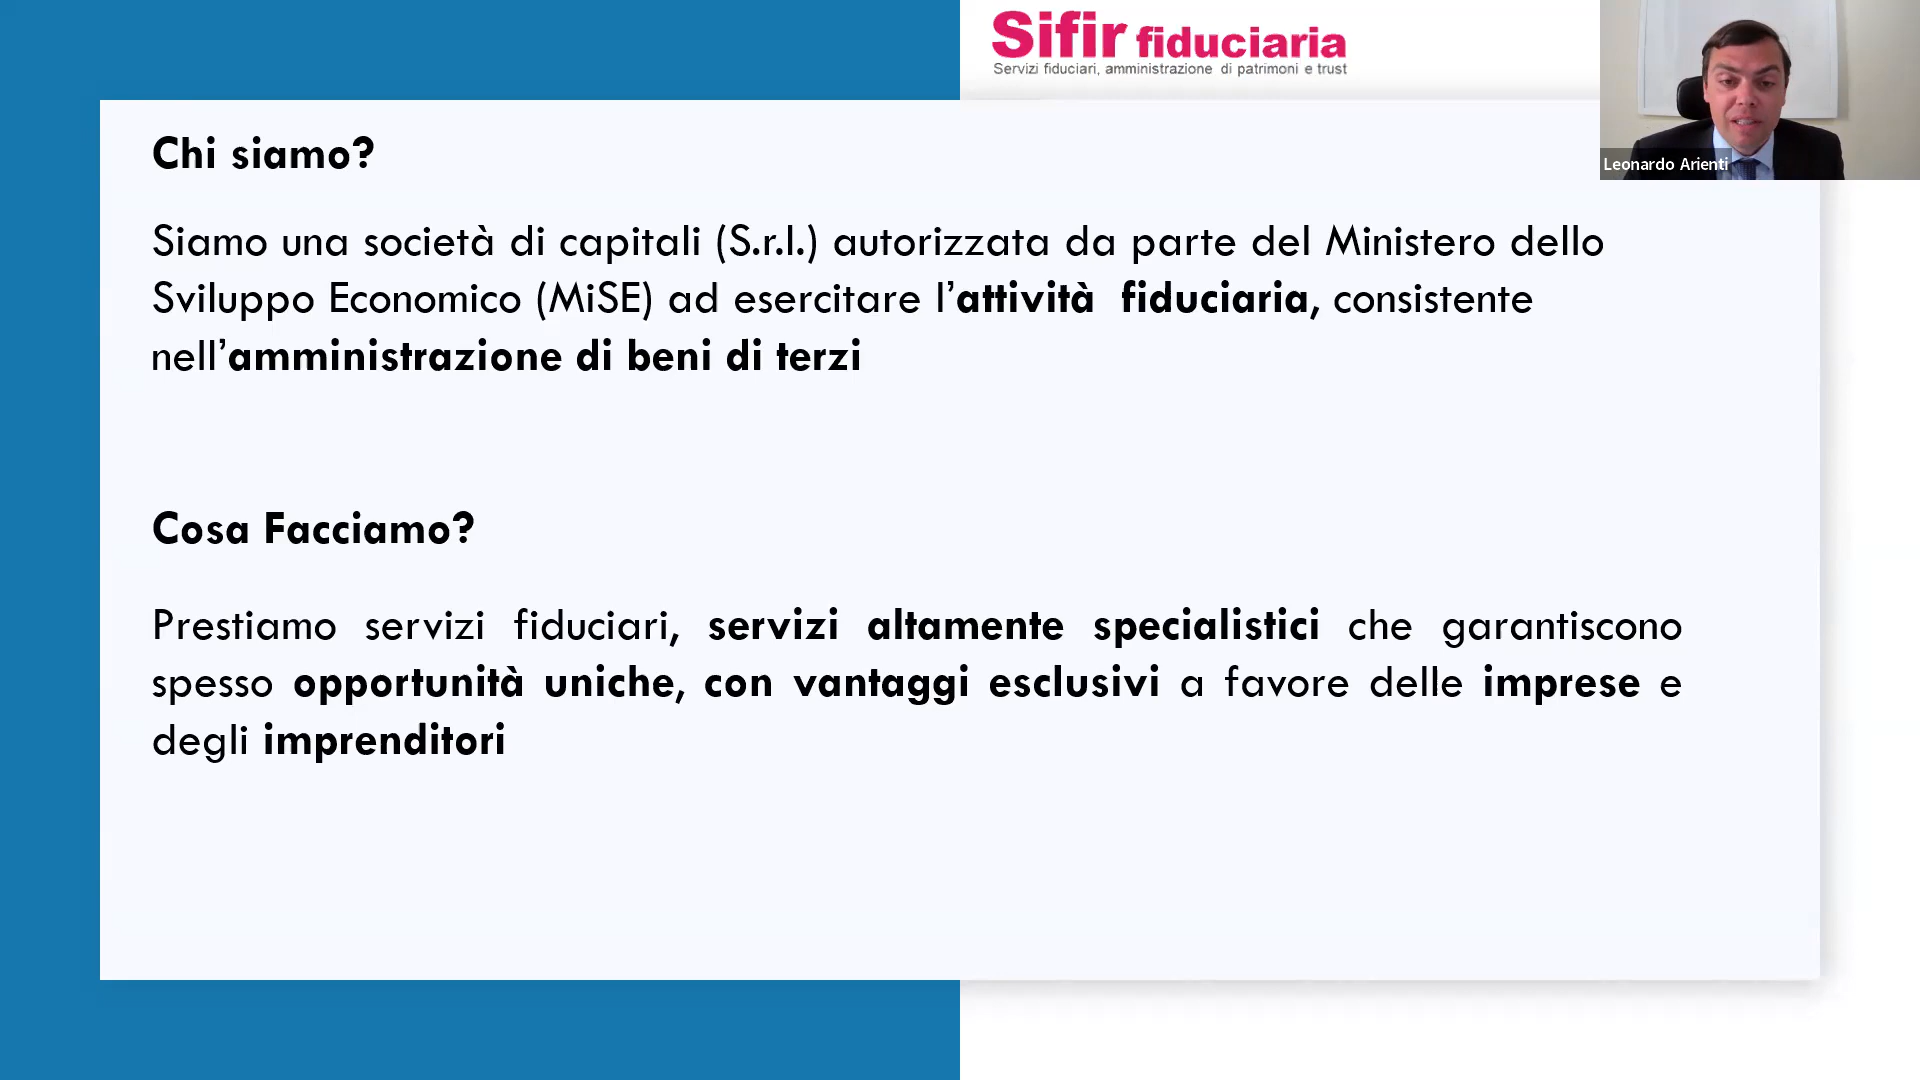 Sifir fiduciaria
Servizi fiduciari, amministrazione di patrimoni e trust
Leonardo Arienti
Chi siamo?
Siamo una società di capitali (S.r.l.) autorizzata da parte del Ministero dello
Sviluppo Economico (MiSE) ad esercitare l’attività fiduciaria, consistente
nell’amministrazione di beni di terzi
Cosa Facciamo?
Prestiamo servizi fiduciari, servizi altamente specialistici che garantiscono
spesso opportunità uniche, con vantaggi esclusivi a favore delle imprese e
degli imprenditori